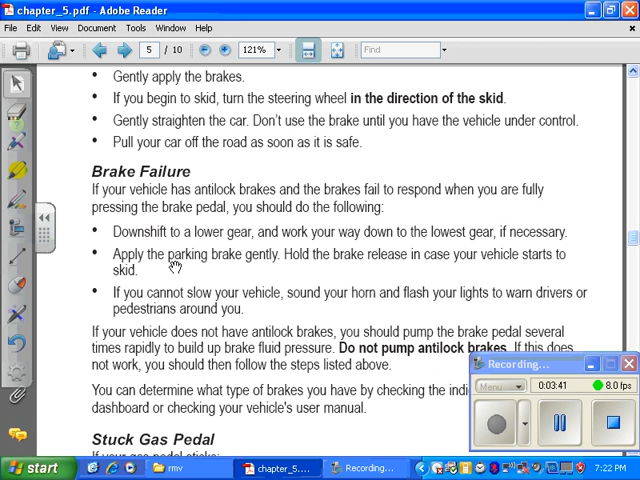 chapter_5.pdf - Adobe Reader
File Edit View Document Tools Window Help
5 / 10 121% Find
• Gently apply the brakes.
• If you begin to skid, turn the steering wheel in the direction of the skid.
• Gently straighten the car. Don't use the brake until you have the vehicle under control.
• Pull your car off the road as soon as it is safe.
Brake Failure
If your vehicle has antilock brakes and the brakes fail to respond when you are fully
pressing the brake pedal, you should do the following:
• Downshift to a lower gear, and work your way down to the lowest gear, if necessary.
• Apply the parking brake gently. Hold the brake release in case your vehicle starts to
skid.
• If you cannot slow your vehicle, sound your horn and flash your lights to warn drivers or
pedestrians around you.
If your vehicle does not have antilock brakes, you should pump the brake pedal several
times rapidly to build up brake fluid pressure. Do not pump antilock brakes. If this does
not work, you should then follow the steps listed above.
You can determine what type of brakes you have by checking the indi
dashboard or checking your vehicle's user manual.
Stuck Gas Pedal
If your gas pedal sticks:
Recording...
Menu 0:03:41 8.0 fps
start rmv chapter_5.... Recording... 7:22 PM